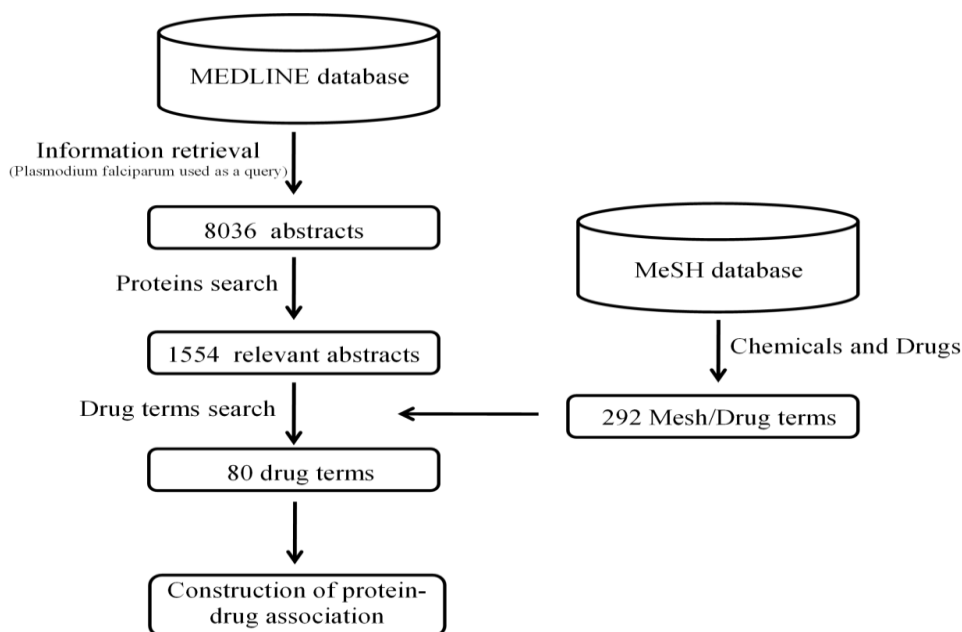 MEDLINE database
Information retrieval
(Plasmodium falciparum used as a query)
8036 abstracts
Proteins search
1554 relevant abstracts
Drug terms search
80 drug terms
Construction of protein-
drug association
MeSH database
Chemicals and Drugs
292 Mesh/Drug terms